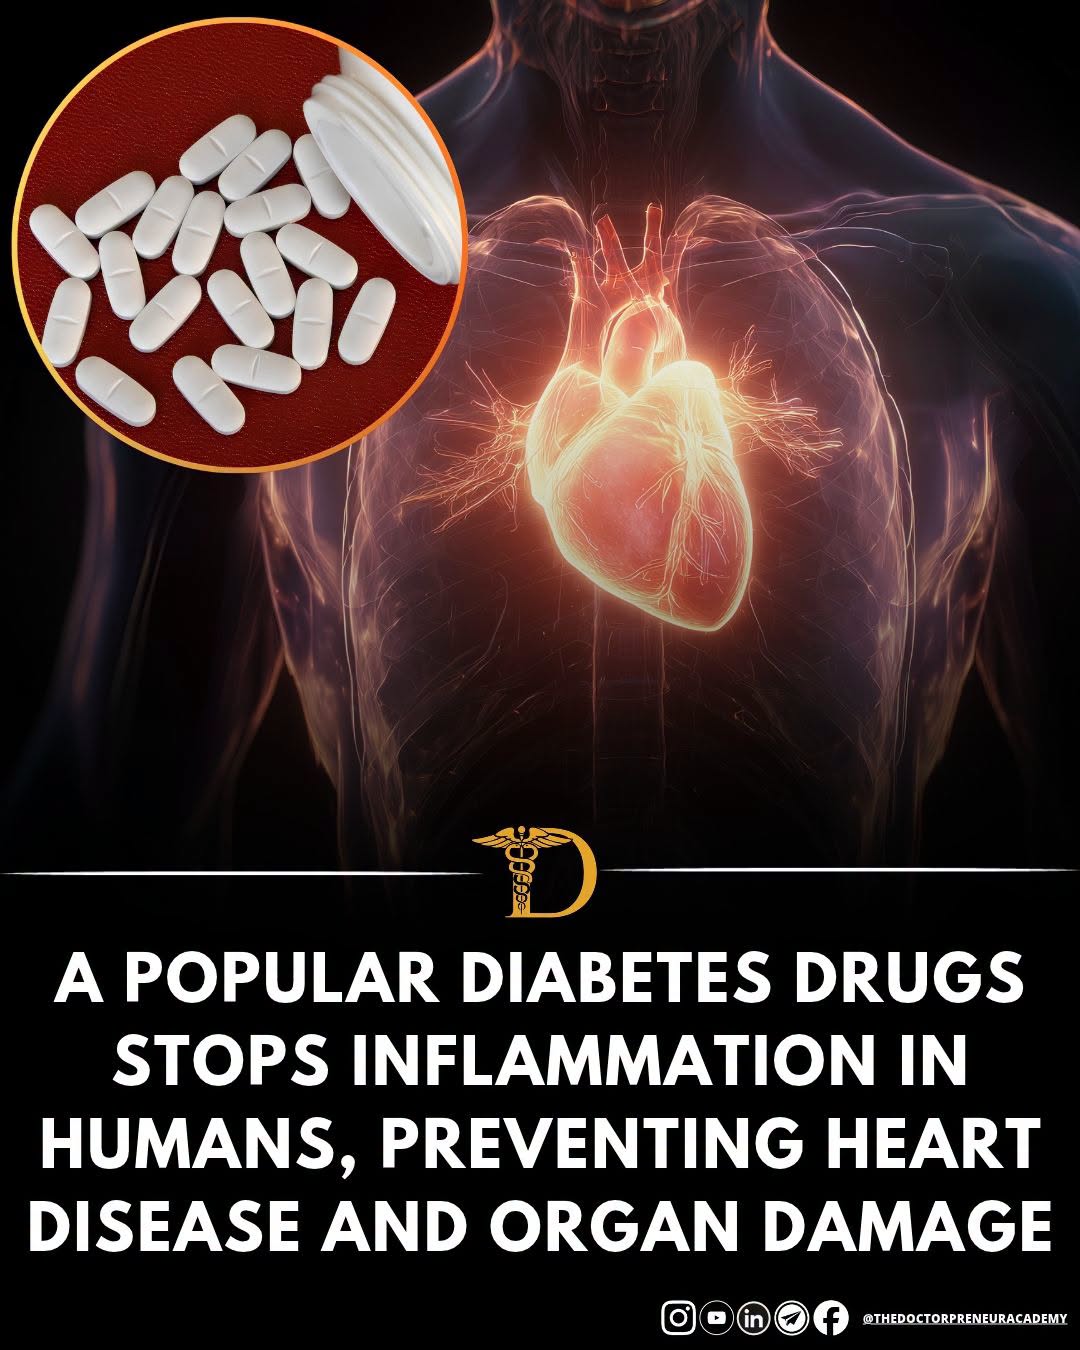 A POPULAR DIABETES DRUGS
STOPS INFLAMMATION IN
HUMANS, PREVENTING HEART
DISEASE AND ORGAN DAMAGE
@THEDOCTORPRENEURACADEMY